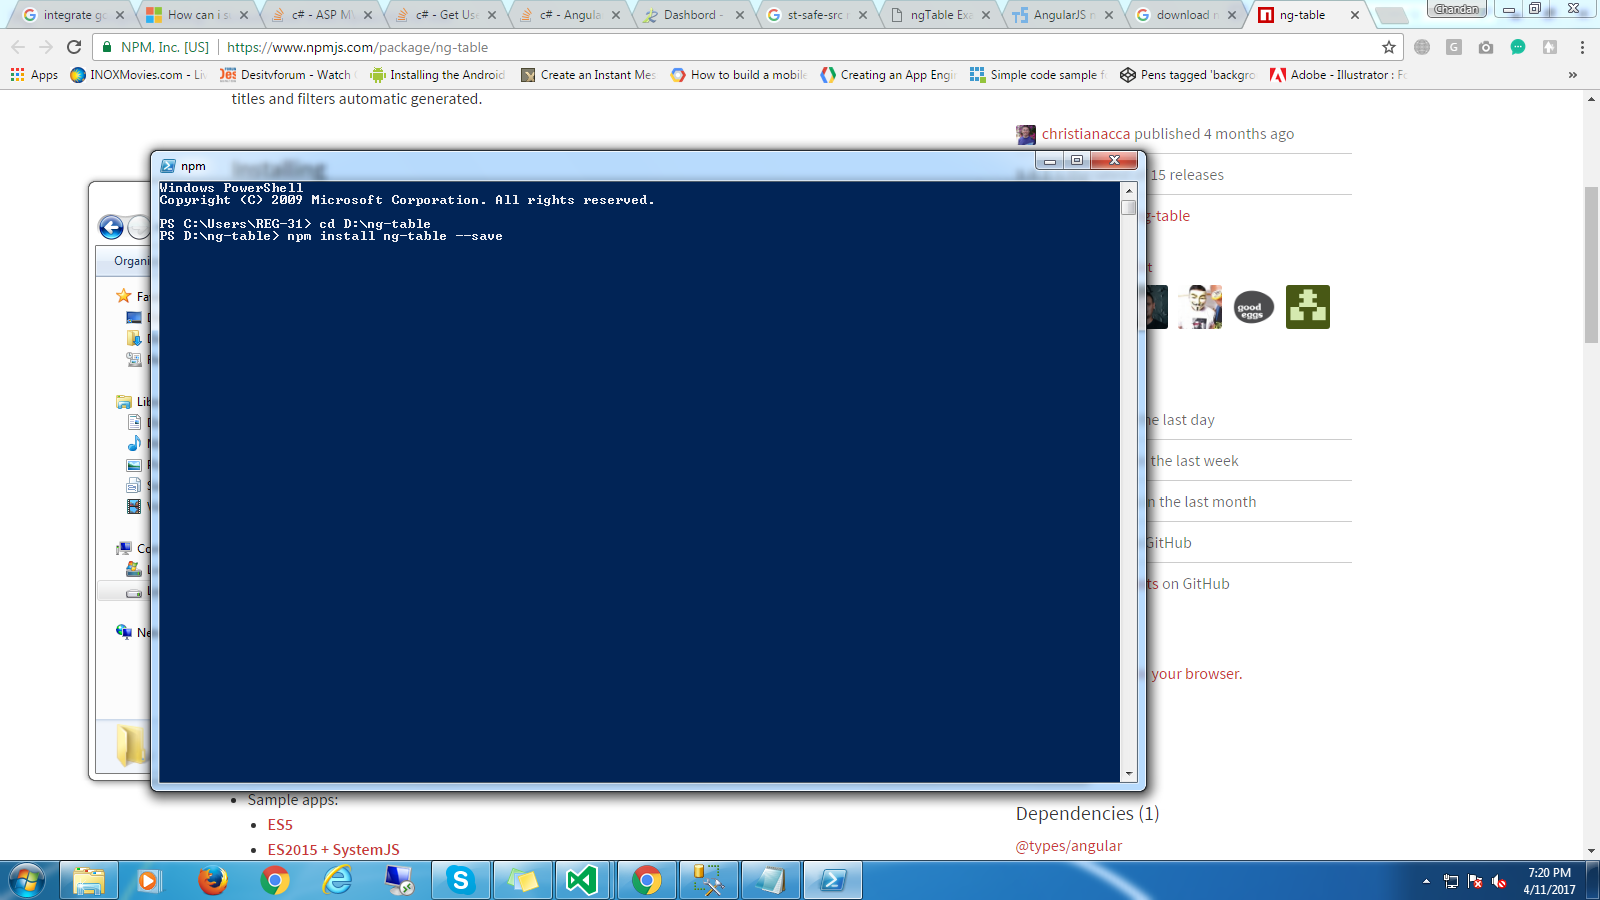 integrate go
How can i s
c# - ASP M
c# - Get Us
c# - Angula
Dashbord -
st-safe-src
ngTable Exa
AngularJS n
download n
ng-table
Chandan
NPM, Inc. [US]
https://www.npmjs.com/package/ng-table
Apps
INOXMovies.com - Li
Desitvforum - Watch
Installing the Android
Create an Instant Mes
How to build a mobile
Creating an App Engi
Simple code sample f
Pens tagged 'backgro
Adobe - Illustrator : F
titles and filters automatic generated.
christianacca published 4 months ago
Installing
15 releases
g-table
npm
Windows PowerShell
Copyright (C) 2009 Microsoft Corporation. All rights reserved.
PS C:\Users\REG-31> cd D:\ng-table
PS D:\ng-table> npm install ng-table --save
Organi
Fa
Lib
Co
Ne
good
eggs
he last day
the last week
n the last month
GitHub
ts on GitHub
your browser.
Sample apps:
ES5
ES2015 + SystemJS
Dependencies (1)
@types/angular
7:20 PM
4/11/2017